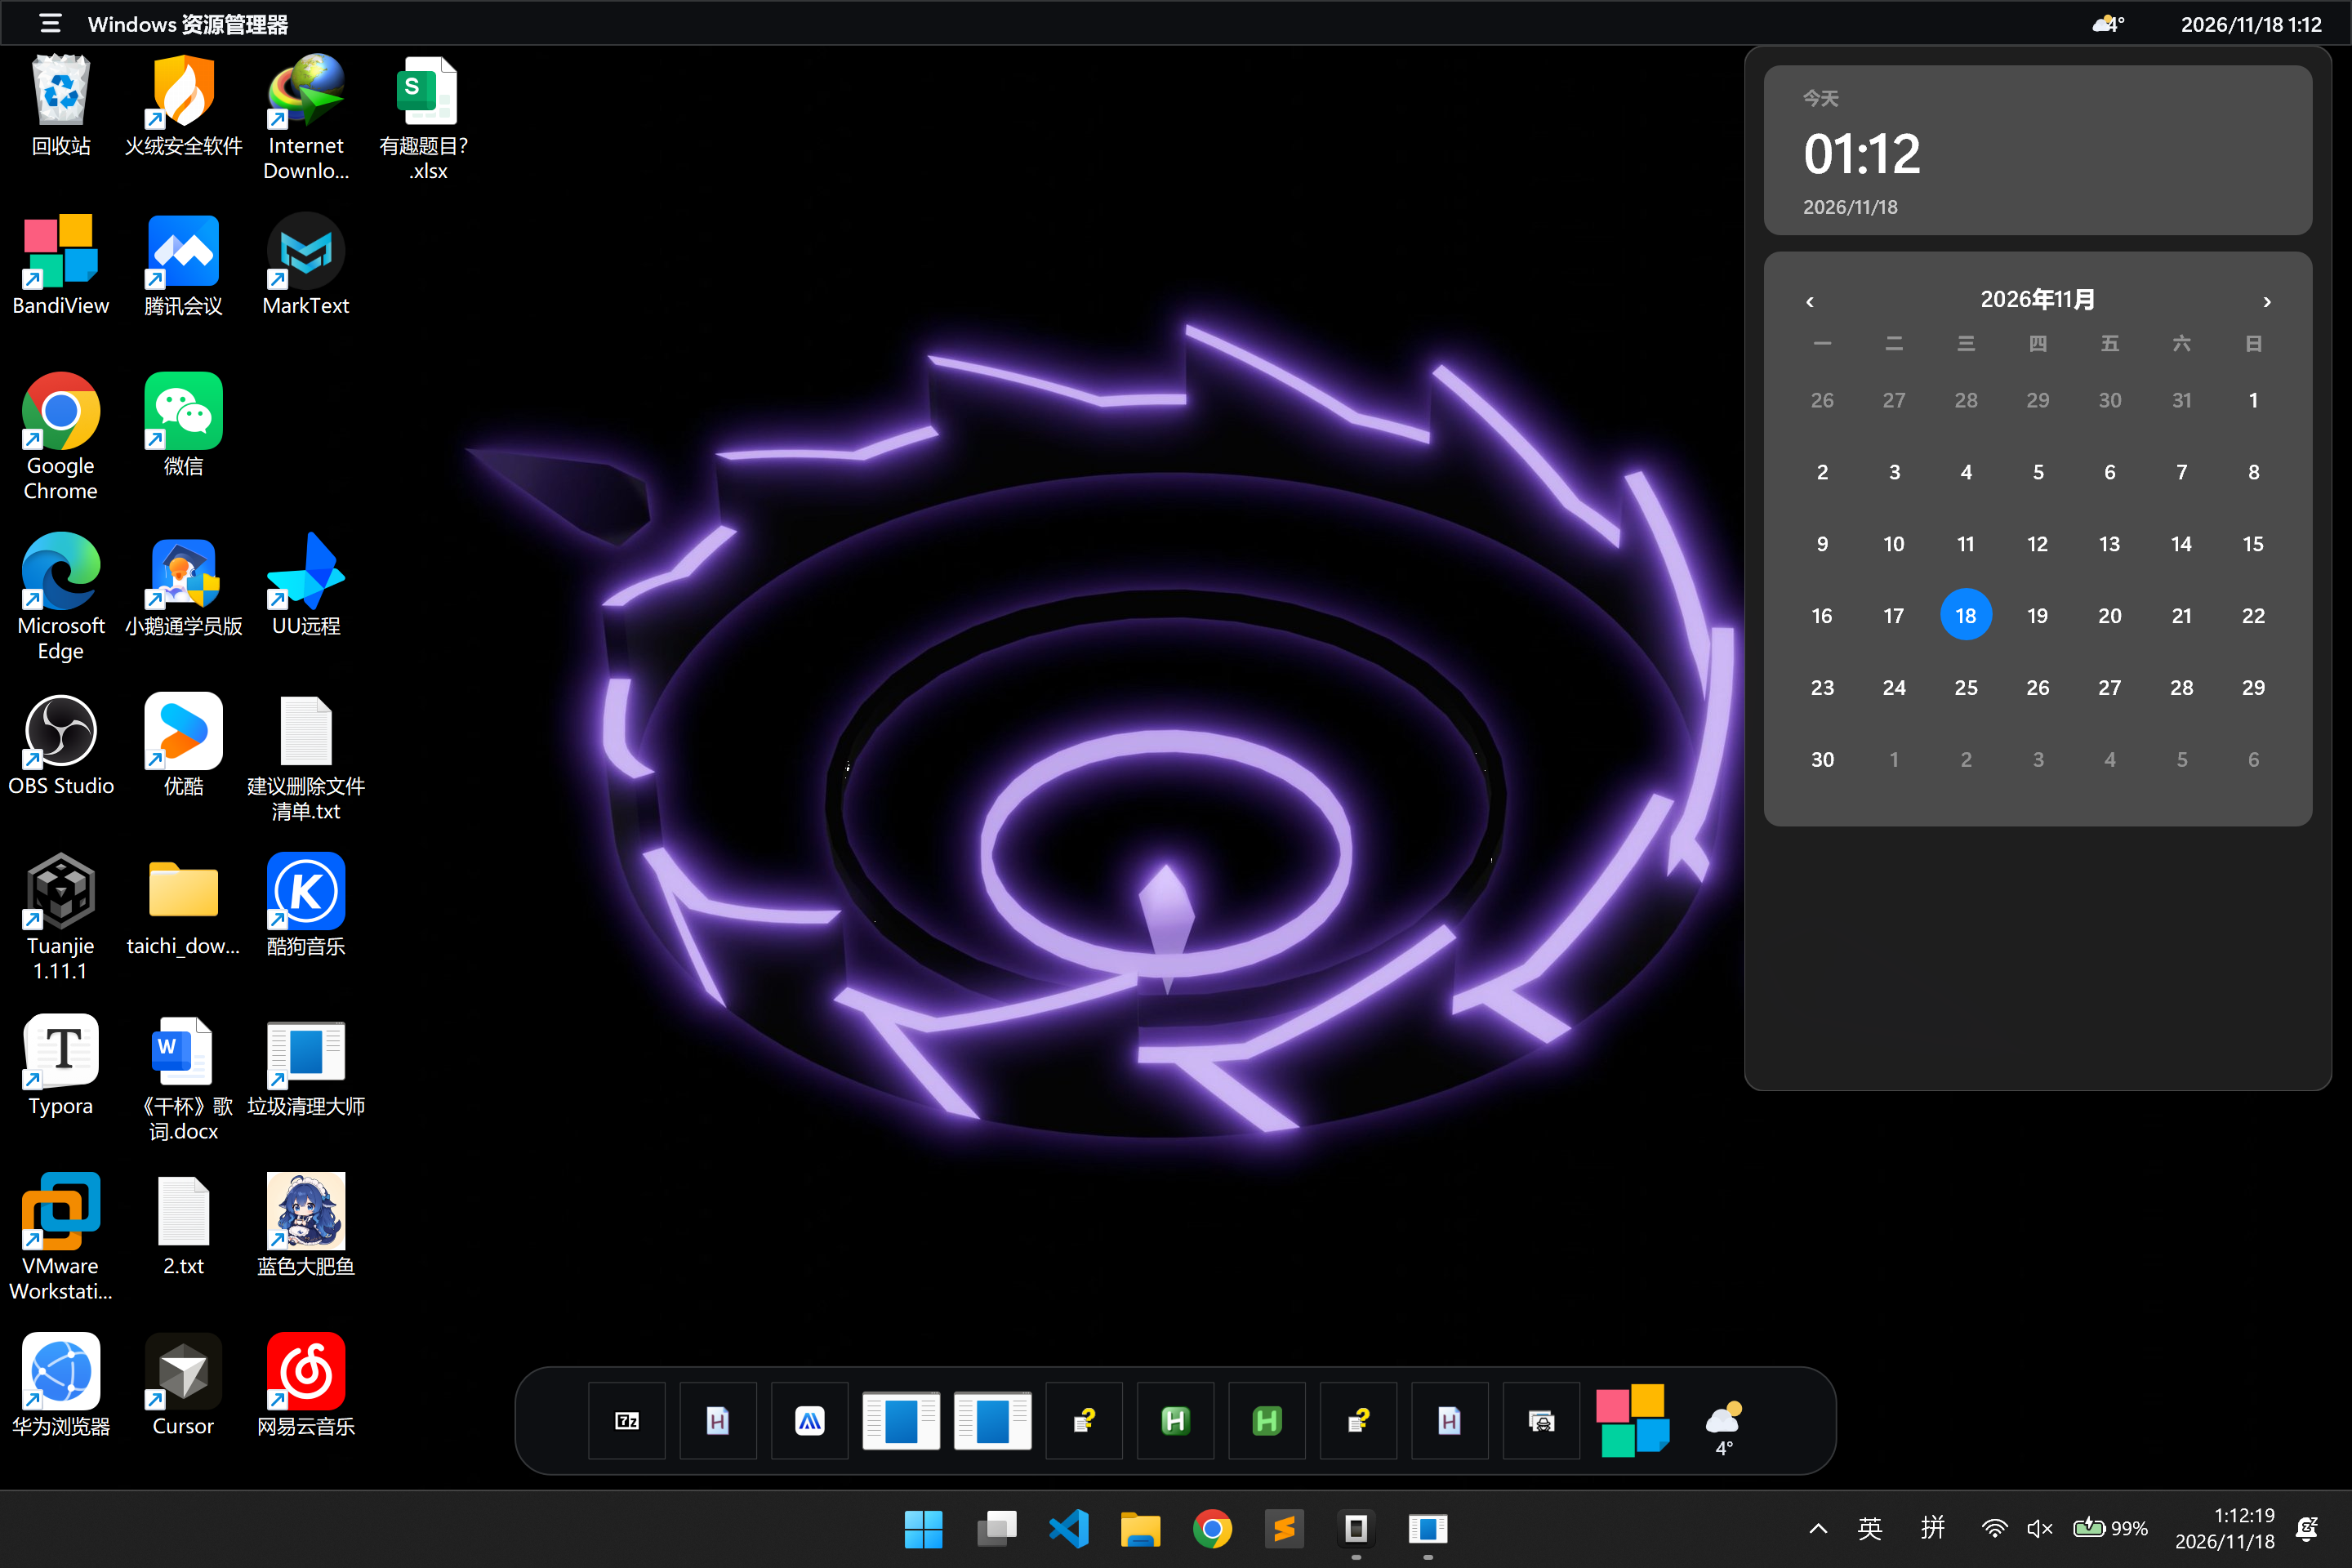 Windows 资源管理器
4°
2026/11/18 1:12
回收站
火绒安全软件
Internet
Downlo...
有趣题目?
.xlsx
BandiView
腾讯会议
MarkText
Google
Chrome
微信
Microsoft
Edge
小鹅通学员版
UU远程
OBS Studio
优酷
建议删除文件
清单.txt
Tuanjie
1.11.1
taichi_dow...
酷狗音乐
Typora
《干杯》歌
词.docx
垃圾清理大师
VMware
Workstati...
2.txt
蓝色大肥鱼
华为浏览器
Cursor
网易云音乐
今天
01:12
2026/11/18
‹ 2026年11月 ›
一 二 三 四 五 六 日
26 27 28 29 30 31 1
2 3 4 5 6 7 8
9 10 11 12 13 14 15
16 17 18 19 20 21 22
23 24 25 26 27 28 29
30 1 2 3 4 5 6
4°
英 拼 99%
1:12:19
2026/11/18